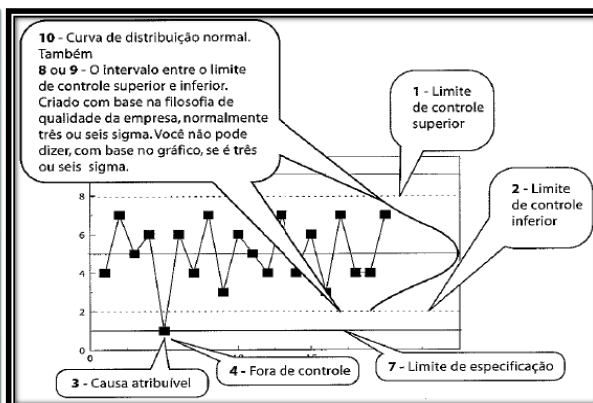 10 - Curva de distribuição normal.
Também
8 ou 9 - O intervalo entre o limite
de controle superior e inferior.
Criado com base na filosofia de
qualidade da empresa, normalmente
três ou seis sigma. Você não pode
dizer, com base no gráfico, se é três
ou seis sigma.
1 - Limite
de controle
superior
2 - Limite
de controle
inferior
8
6
4
2
0
0
3 - Causa atribuível
4 - Fora de controle
7 - Limite de especificação